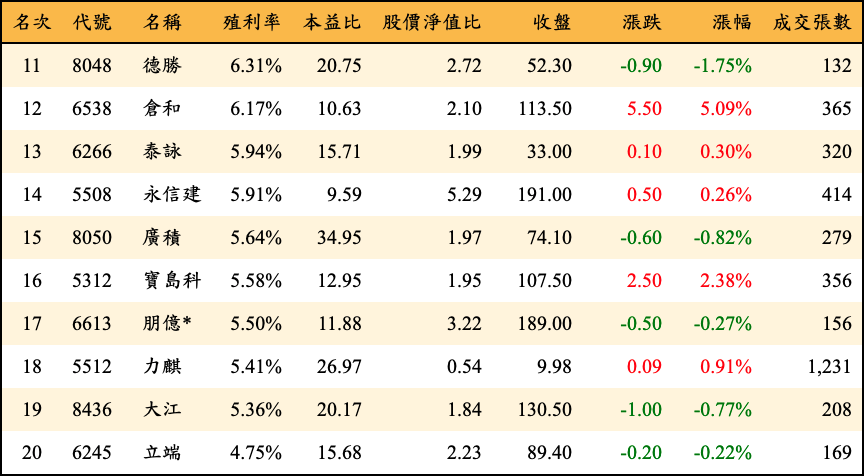 名次 代號 名稱 殖利率 本益比 股價淨值比 收盤 漲跌 漲幅 成交張數
11 8048 德勝 6.31% 20.75 2.72 52.30 -0.90 -1.75% 132
12 6538 倉和 6.17% 10.63 2.10 113.50 5.50 5.09% 365
13 6266 泰詠 5.94% 15.71 1.99 33.00 0.10 0.30% 320
14 5508 永信建 5.91% 9.59 5.29 191.00 0.50 0.26% 414
15 8050 廣積 5.64% 34.95 1.97 74.10 -0.60 -0.82% 279
16 5312 寶島科 5.58% 12.95 1.95 107.50 2.50 2.38% 356
17 6613 朋億* 5.50% 11.88 3.22 189.00 -0.50 -0.27% 156
18 5512 力麒 5.41% 26.97 0.54 9.98 0.09 0.91% 1,231
19 8436 大江 5.36% 20.17 1.84 130.50 -1.00 -0.77% 208
20 6245 立端 4.75% 15.68 2.23 89.40 -0.20 -0.22% 169